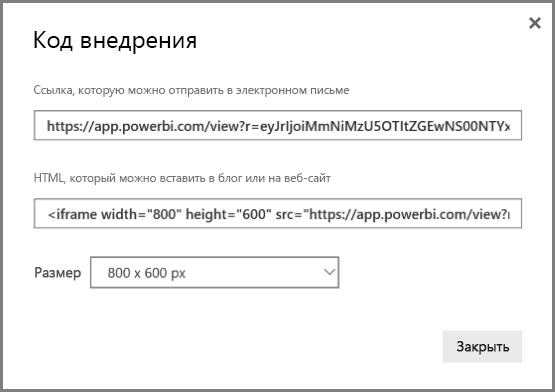 Код внедрения
Ссылка, которую можно отправить в электронном письме
https://app.powerbi.com/view?r=eyJrIjoiMmNiMzU5OTItZGEwNS00NTYx
HTML, который можно вставить в блог или на веб-сайт
<iframe width="800" height="600" src="https://app.powerbi.com/view?r
Размер 800 x 600 px
Закрыть